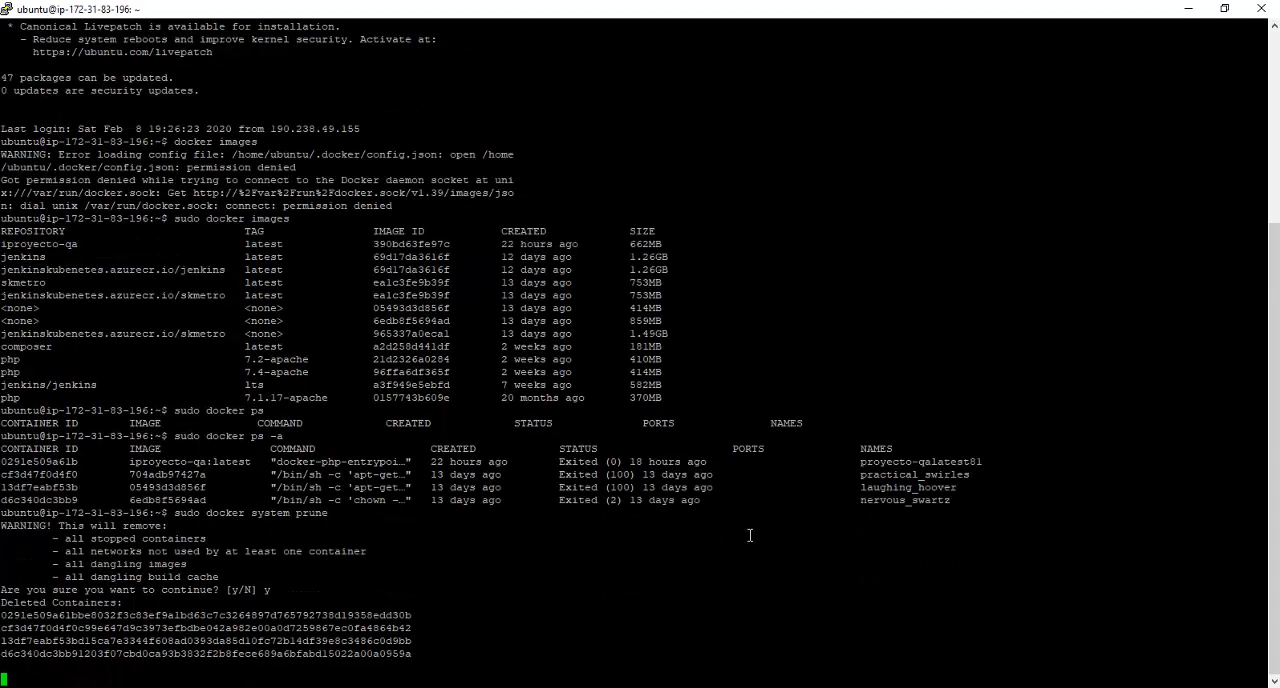 ubuntu@ip-172-31-83-196: ~
* Canonical Livepatch is available for installation.
- Reduce system reboots and improve kernel security. Activate at:
https://ubuntu.com/livepatch
47 packages can be updated.
0 updates are security updates.
Last login: Sat Feb  8 19:26:23 2020 from 190.238.49.155
ubuntu@ip-172-31-83-196:~$ docker images
WARNING: Error loading config file: /home/ubuntu/.docker/config.json: open /home
/ubuntu/.docker/config.json: permission denied
Got permission denied while trying to connect to the Docker daemon socket at uni
x:///var/run/docker.sock: Get http://%2Fvar%2Frun%2Fdocker.sock/v1.39/images/jso
n: dial unix /var/run/docker.sock: connect: permission denied
ubuntu@ip-172-31-83-196:~$ sudo docker images
REPOSITORY TAG IMAGE ID CREATED SIZE
iproyecto-qa latest 390bd63fe97c 22 hours ago 662MB
jenkins latest 69d17da3616f 12 days ago 1.26GB
jenkinskubenetes.azurecr.io/jenkins latest 69d17da3616f 12 days ago 1.26GB
skmetro latest ea1c3fe9b39f 13 days ago 753MB
jenkinskubenetes.azurecr.io/skmetro latest ea1c3fe9b39f 13 days ago 753MB
<none> <none> 05493d3d856f 13 days ago 414MB
<none> <none> 6edb8f5694ad 13 days ago 859MB
jenkinskubenetes.azurecr.io/skmetro <none> 965337a0eca1 13 days ago 1.49GB
composer latest a2d258d441df 2 weeks ago 181MB
php 7.2-apache 21d2326a0284 2 weeks ago 410MB
php 7.4-apache 96ffa6df365f 2 weeks ago 414MB
jenkins/jenkins lts a3f949e5ebfd 7 weeks ago 582MB
php 7.1.17-apache 0157743b609e 20 months ago 370MB
ubuntu@ip-172-31-83-196:~$ sudo docker ps
CONTAINER ID IMAGE COMMAND CREATED STATUS PORTS NAMES
ubuntu@ip-172-31-83-196:~$ sudo docker ps -a
CONTAINER ID IMAGE COMMAND CREATED STATUS PORTS NAMES
0291e509a61b iproyecto-qa:latest "docker-php-entrypoi…" 22 hours ago Exited (0) 18 hours ago proyecto-qalatest81
cf3d47f0d4f0 704adb97427a "/bin/sh -c 'apt-get…" 13 days ago Exited (100) 13 days ago practical_swirles
13df7eabf53b 05493d3d856f "/bin/sh -c 'apt-get…" 13 days ago Exited (100) 13 days ago laughing_hoover
d6c340dc3bb9 6edb8f5694ad "/bin/sh -c 'chown -…" 13 days ago Exited (2) 13 days ago nervous_swartz
ubuntu@ip-172-31-83-196:~$ sudo docker system prune
WARNING! This will remove:
- all stopped containers
- all networks not used by at least one container
- all dangling images
- all dangling build cache
Are you sure you want to continue? [y/N] y
Deleted Containers:
0291e509a61bbe8032f3c83ef9a1bd63c7c3264897d765792738d19358edd30b
cf3d47f0d4f0c99e647d9c3973efbdbe042a982e00a0d7259867ec0fa4864b42
13df7eabf53bd15ca7e3344f608ad0393da85d10fc72b14df39e8c3486c0d9bb
d6c340dc3bb91203f07cbd0ca93b3832f2b8fece689a6bfabd15022a00a0959a